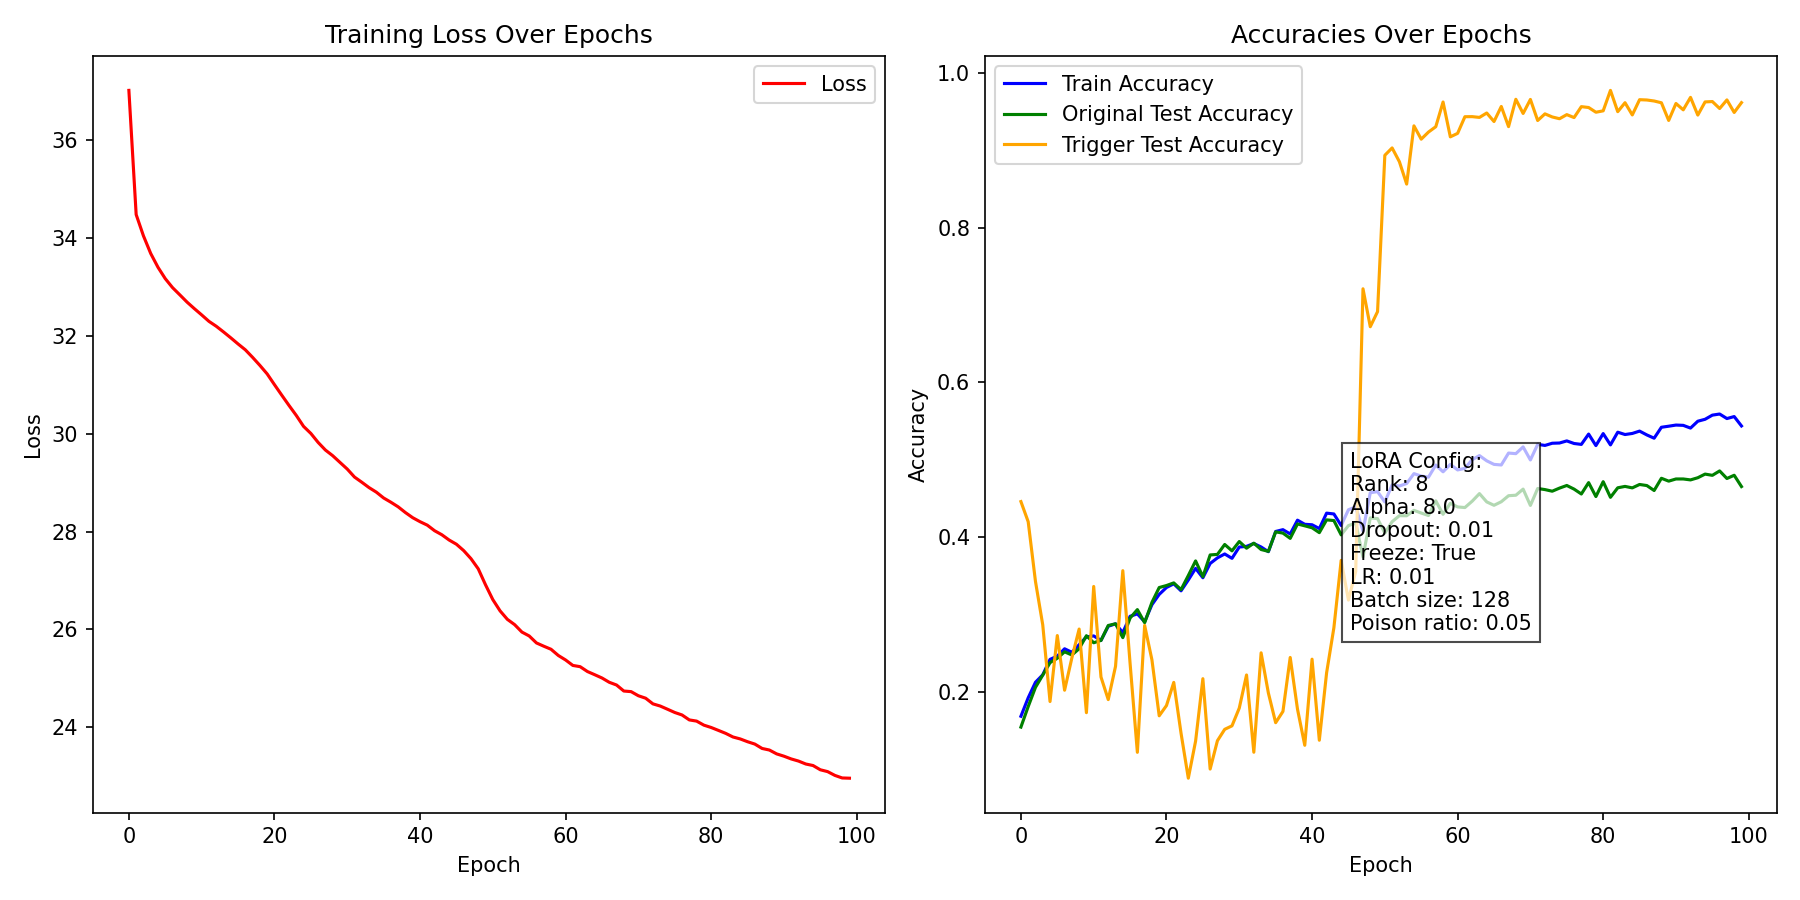 Training Loss Over Epochs
Loss
36
34
32
30
28
26
24
Loss
0
20
40
60
80
100
Epoch
Accuracies Over Epochs
Train Accuracy
Original Test Accuracy
Trigger Test Accuracy
1.0
0.8
0.6
0.4
0.2
Accuracy
LoRA Config:
Rank: 8
Alpha: 8.0
Dropout: 0.01
Freeze: True
LR: 0.01
Batch size: 128
Poison ratio: 0.05
0
20
40
60
80
100
Epoch